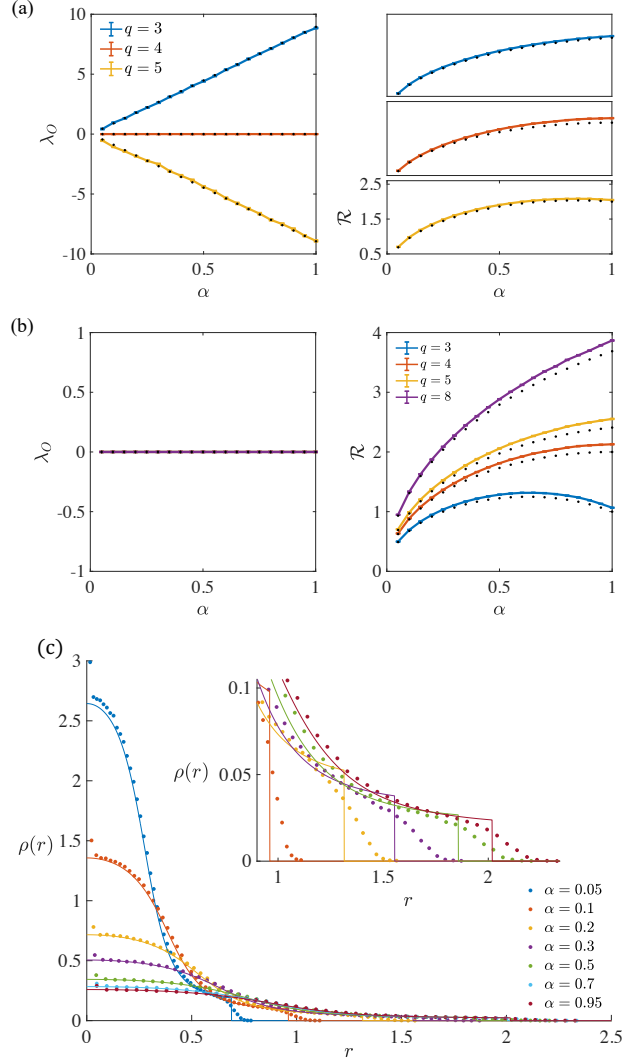 (a)
10
5
0
-5
-10
λ_O
q = 3
q = 4
q = 5
0
0.5
1
α
2.5
1.5
0.5
ℛ
0
0.5
1
α
(b)
1
0.5
0
-0.5
-1
λ_O
0
0.5
1
α
4
3
2
1
0
ℛ
q = 3
q = 4
q = 5
q = 8
0
0.5
1
α
(c)
3
2.5
2
1.5
1
0.5
0
ρ(r)
0.1
0.05
0
ρ(r)
1
1.5
2
r
α = 0.05
α = 0.1
α = 0.2
α = 0.3
α = 0.5
α = 0.7
α = 0.95
0
0.5
1
1.5
2
2.5
r